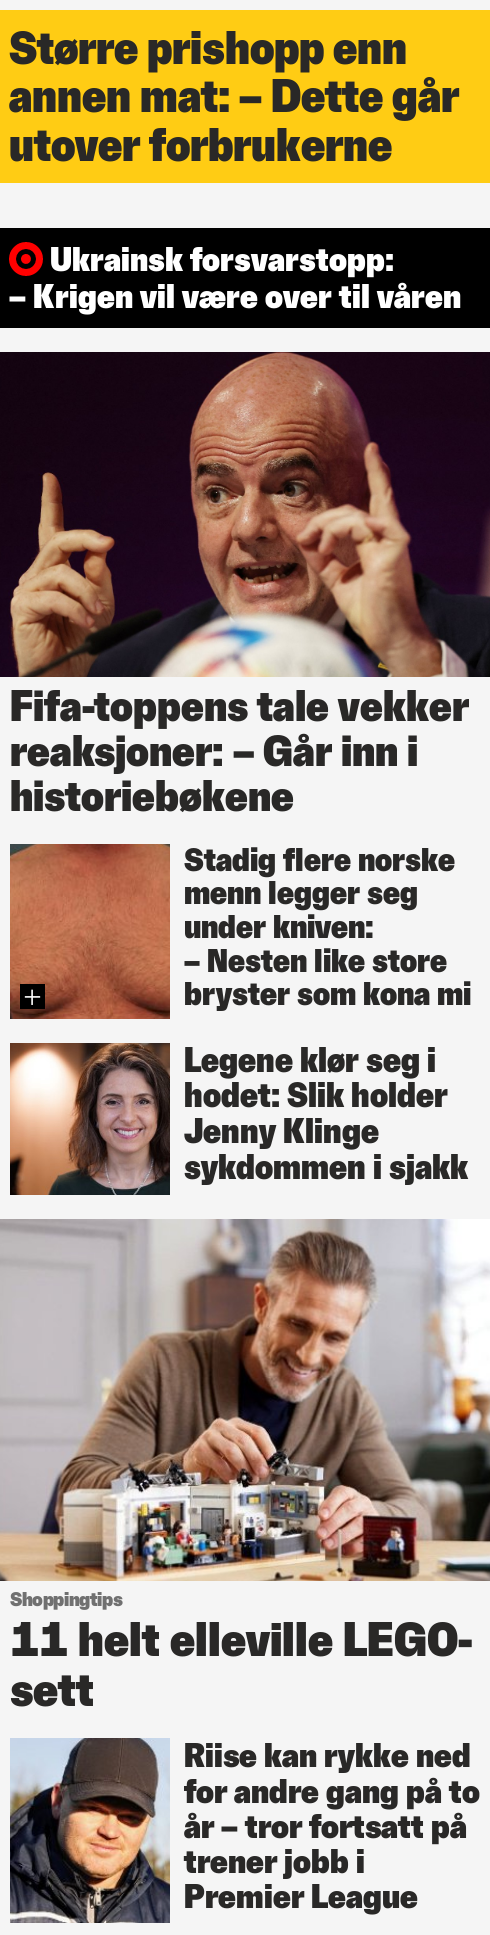 Større prishopp enn
annen mat: – Dette går
utover forbrukerne
Ukrainsk forsvarstopp:
– Krigen vil være over til våren
Fifa-toppens tale vekker
reaksjoner: – Går inn i
historiebøkene
Stadig flere norske
menn legger seg
under kniven:
– Nesten like store
bryster som kona mi
Legene klør seg i
hodet: Slik holder
Jenny Klinge
sykdommen i sjakk
Shoppingtips
11 helt elleville LEGO-
sett
Riise kan rykke ned
for andre gang på to
år – tror fortsatt på
trener jobb i
Premier League